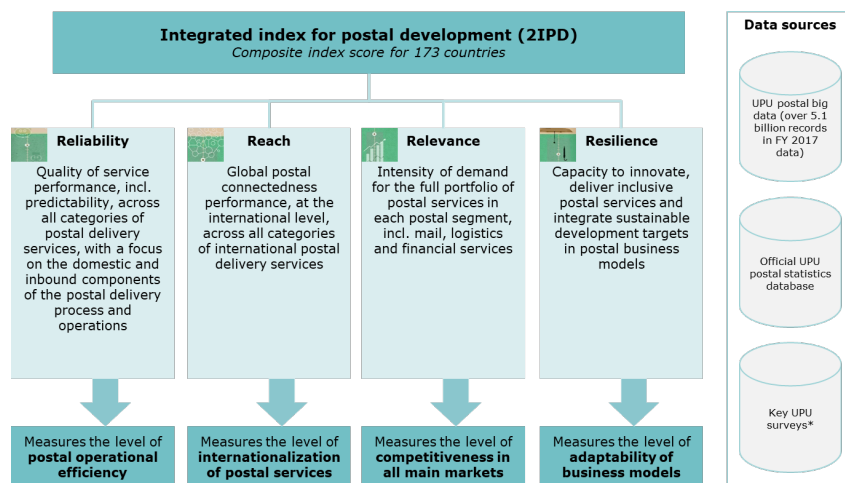 Integrated index for postal development (2IPD)
Composite index score for 173 countries
Reliability
Quality of service
performance, incl.
predictability, across
all categories of
postal delivery
services, with a focus
on the domestic and
inbound components
of the postal delivery
process and
operations
Measures the level of
postal operational
efficiency
Reach
Global postal
connectedness
performance, at the
international level,
across all categories
of international postal
delivery services
Measures the level of
internationalization
of postal services
Relevance
Intensity of demand
for the full portfolio of
postal services in
each postal segment,
incl. mail, logistics
and financial services
Measures the level of
competitiveness in
all main markets
Resilience
Capacity to innovate,
deliver inclusive
postal services and
integrate sustainable
development targets
in postal business
models
Measures the level of
adaptability of
business models
Data sources
UPU postal big
data (over 5.1
billion records
in FY 2017
data)
Official UPU
postal statistics
database
Key UPU
surveys*